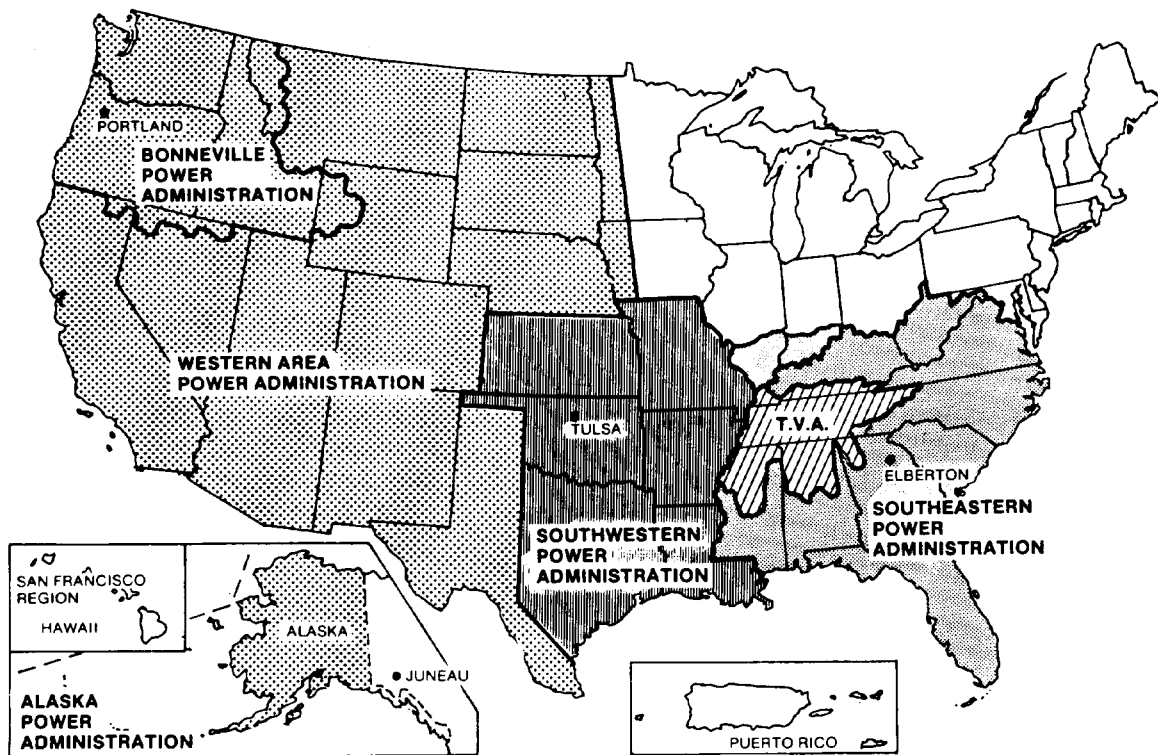 PORTLAND
BONNEVILLE
POWER
ADMINISTRATION
WESTERN AREA
POWER ADMINISTRATION
TULSA
T.V.A.
ELBERTON
SOUTHEASTERN
POWER
ADMINISTRATION
SOUTHWESTERN
POWER
ADMINISTRATION
SAN FRANCISCO
REGION
HAWAII
ALASKA
JUNEAU
ALASKA
POWER
ADMINISTRATION
PUERTO RICO